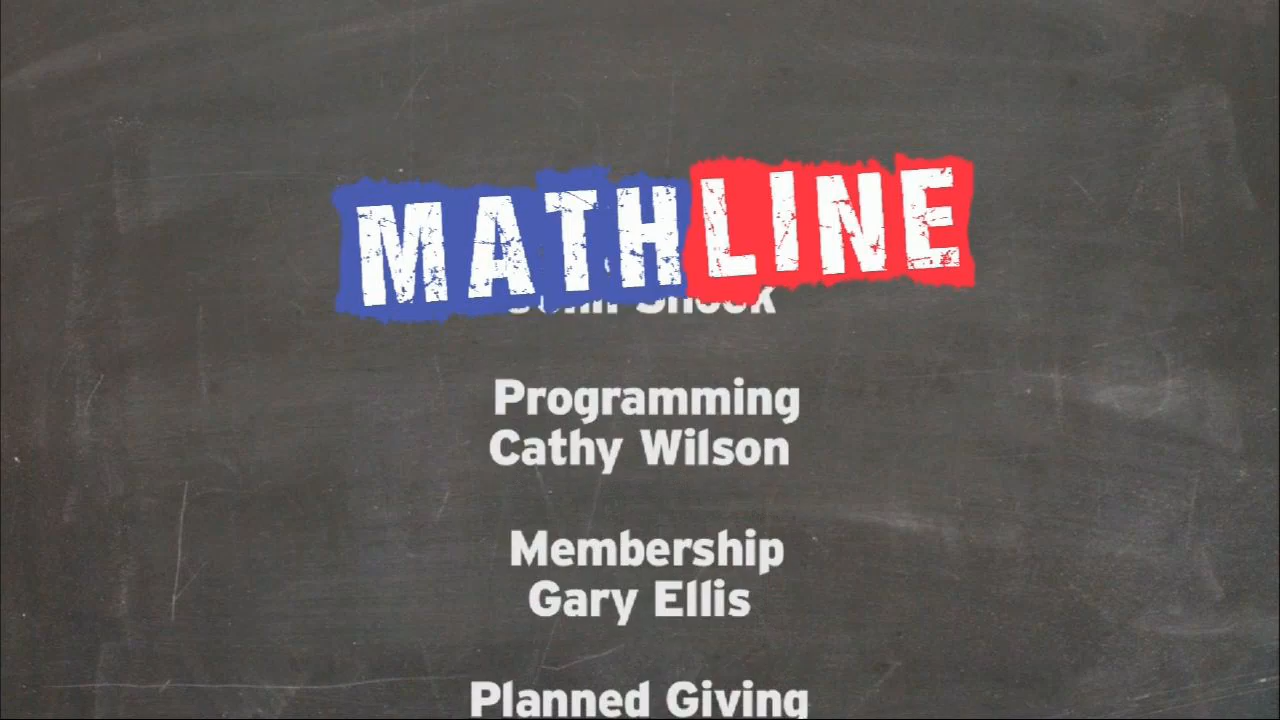 MATHLINE
Programming
Cathy Wilson
Membership
Gary Ellis
Planned Giving